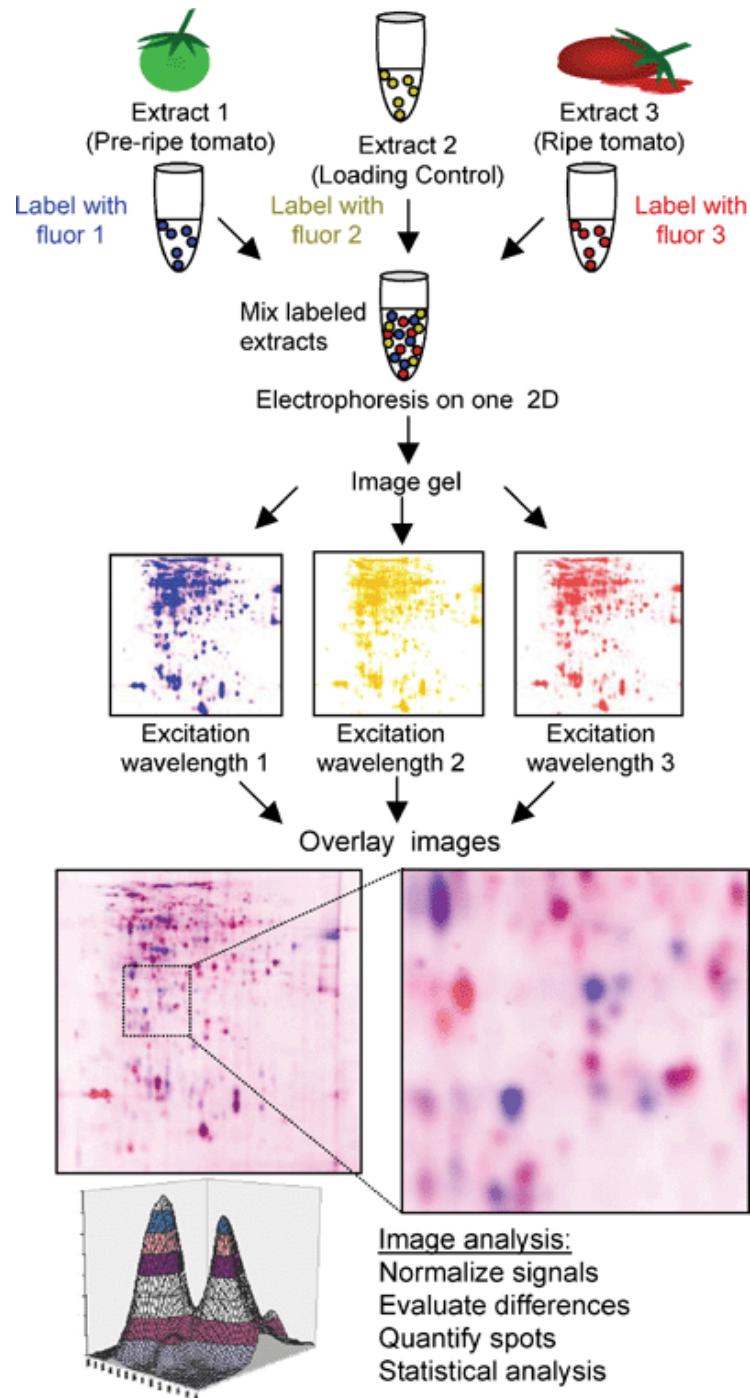 Extract 1
(Pre-ripe tomato)
Extract 2
(Loading Control)
Extract 3
(Ripe tomato)
Label with
fluor 1
Label with
fluor 2
Label with
fluor 3
Mix labeled
extracts
Electrophoresis on one 2D
Image gel
Excitation
wavelength 1
Excitation
wavelength 2
Excitation
wavelength 3
Overlay images
Image analysis:
Normalize signals
Evaluate differences
Quantify spots
Statistical analysis